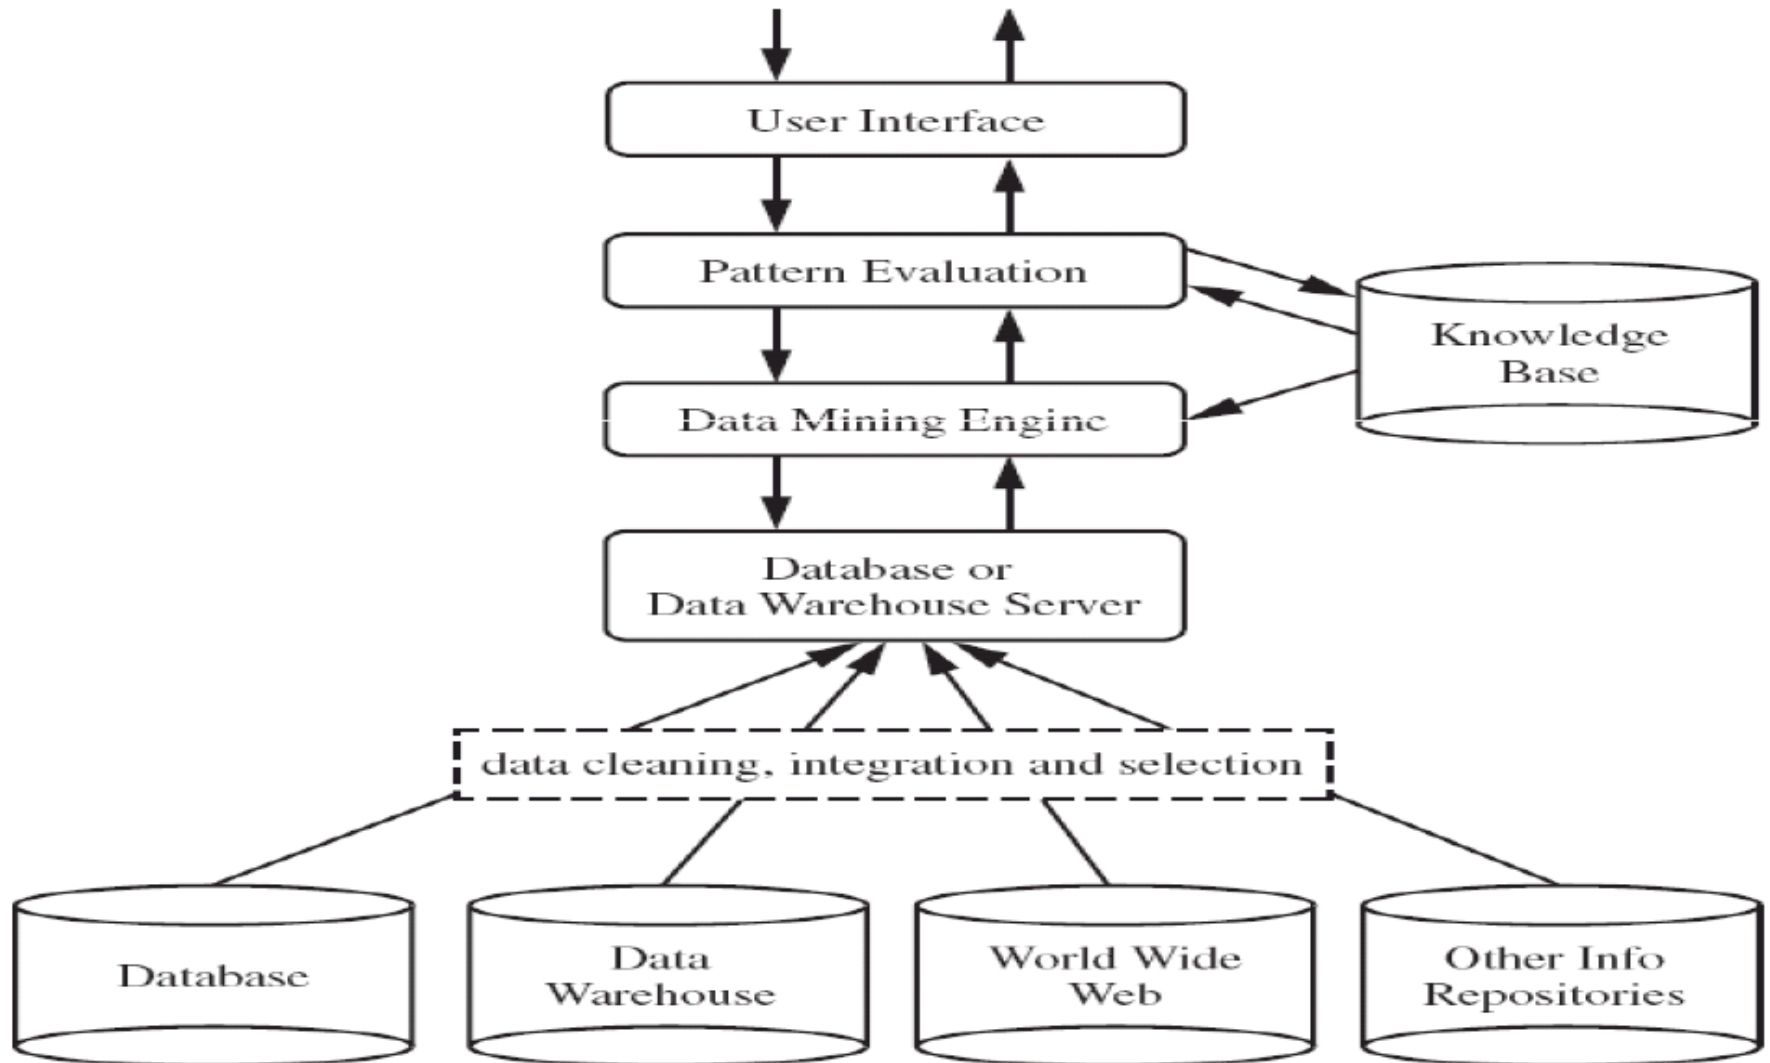 User Interface
Pattern Evaluation
Knowledge
Base
Data Mining Engine
Database or
Data Warehouse Server
data cleaning, integration and selection
Database
Data
Warehouse
World Wide
Web
Other Info
Repositories